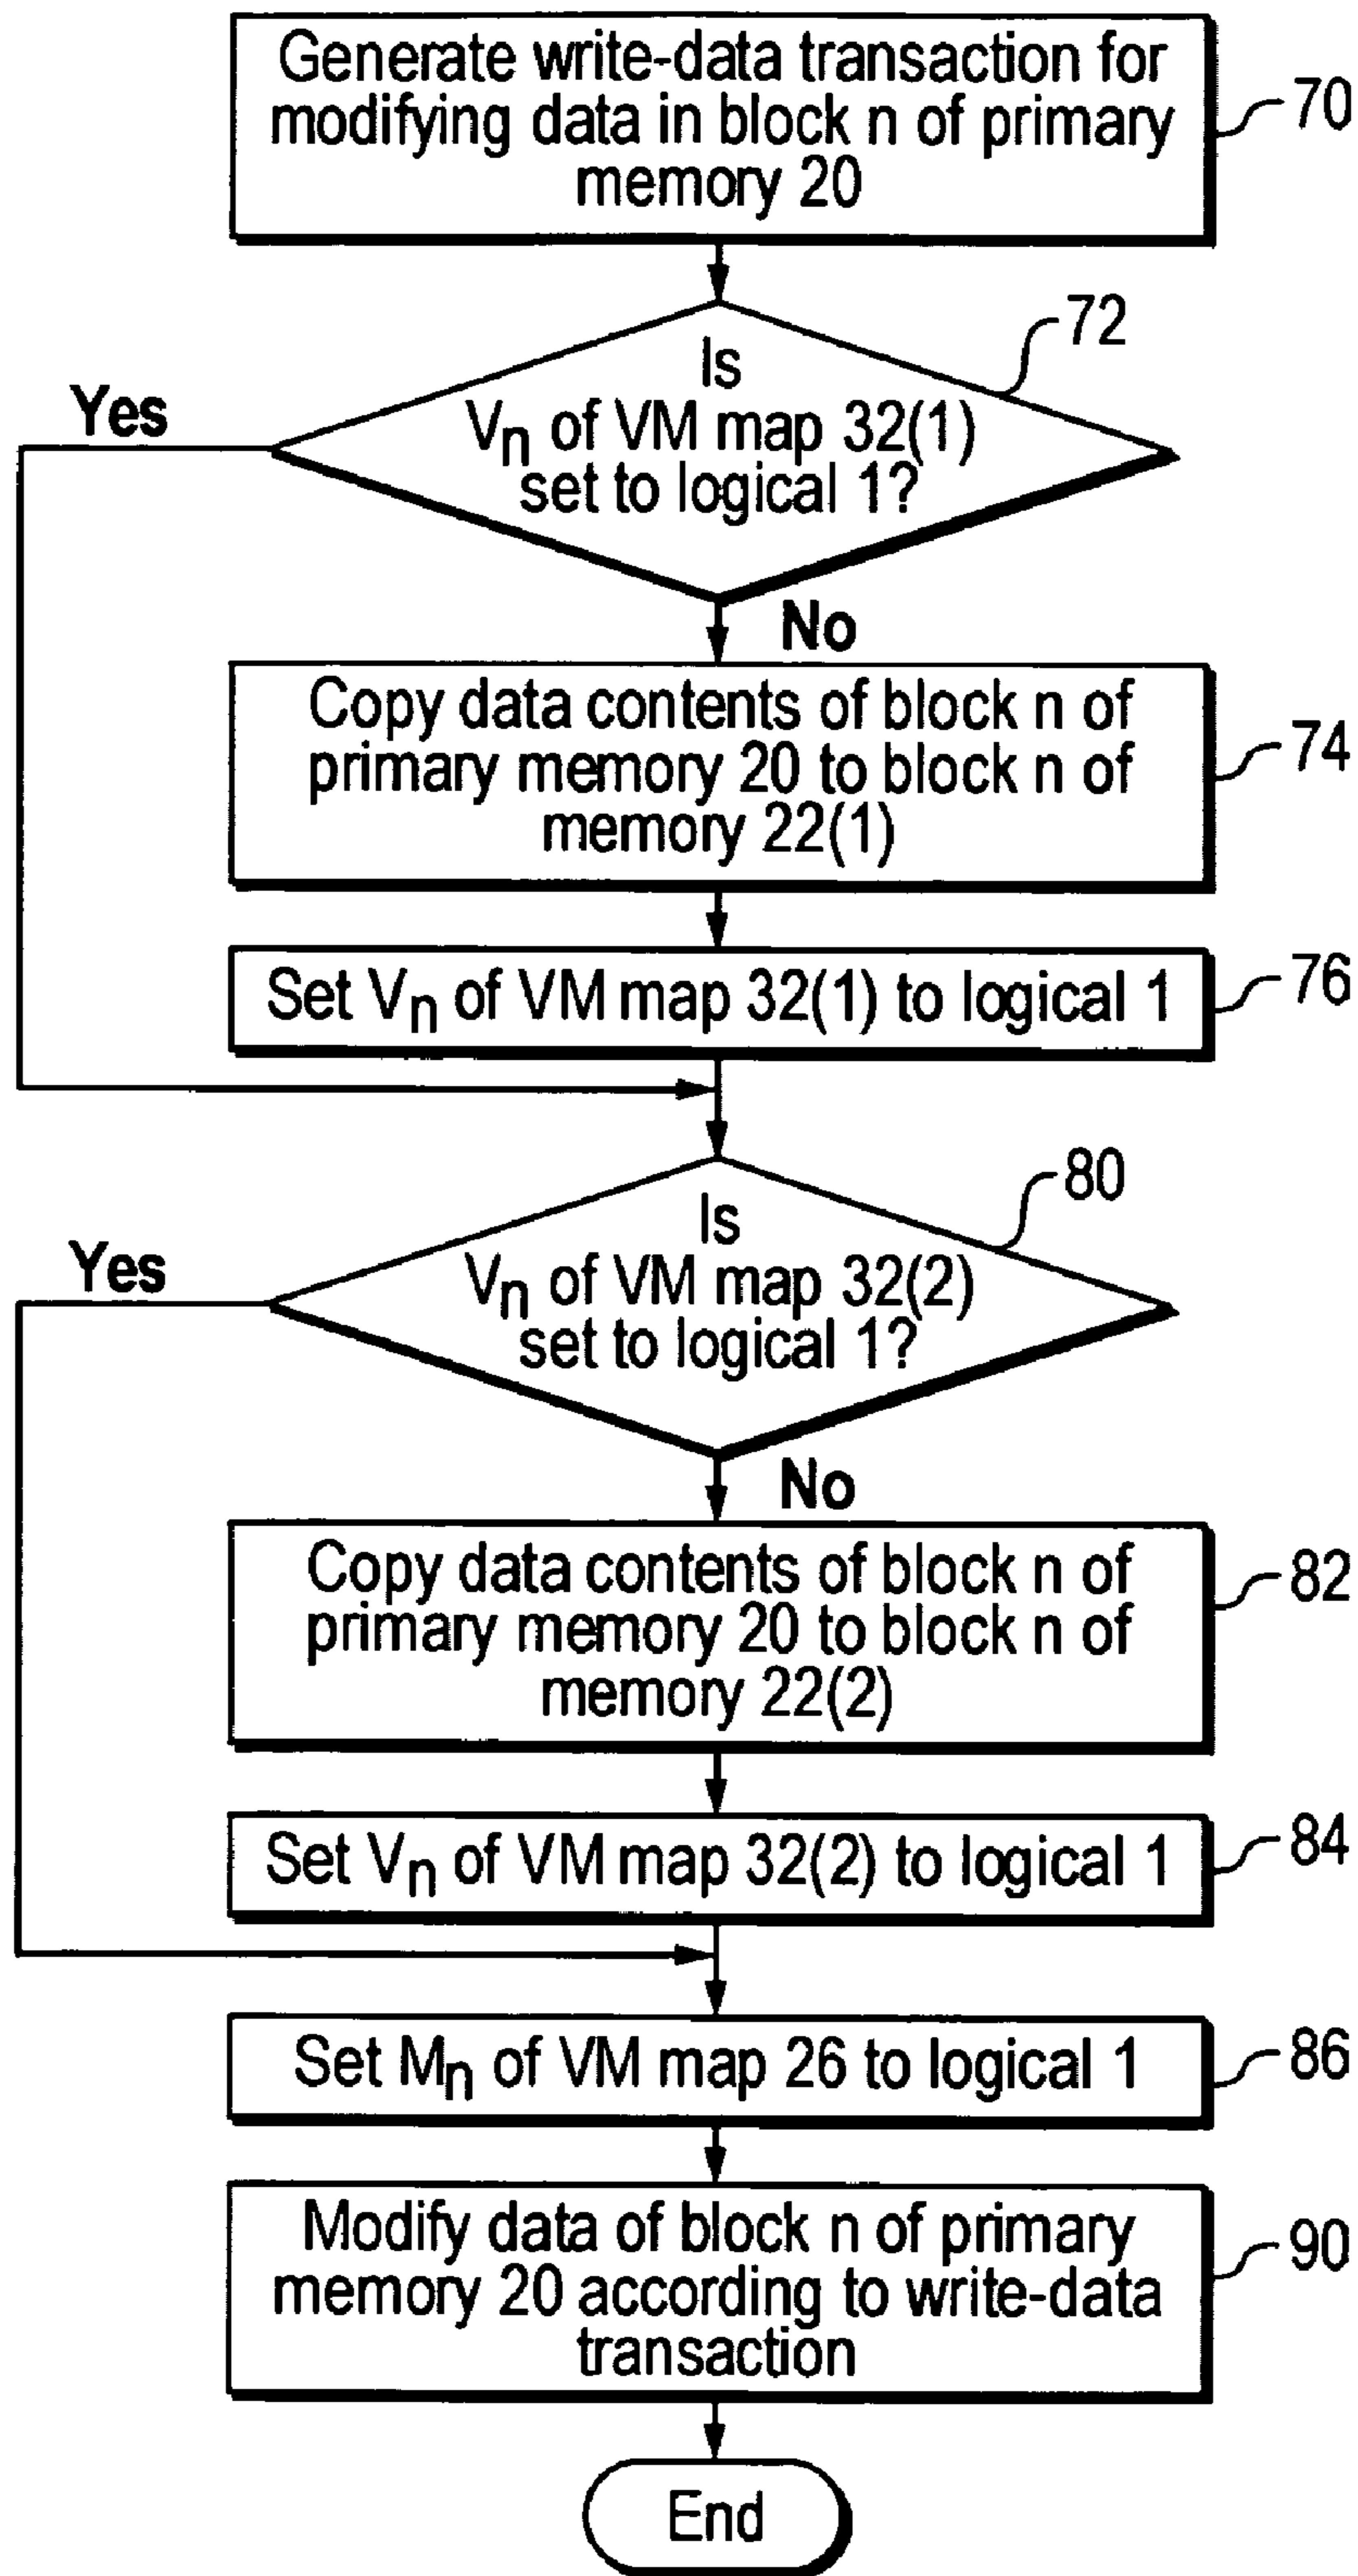 Generate write-data transaction for
modifying data in block n of primary
memory 20
70
Is
Vn of VM map 32(1)
set to logical 1?
72
Yes
No
Copy data contents of block n of
primary memory 20 to block n of
memory 22(1)
74
Set Vn of VM map 32(1) to logical 1
76
Is
Vn of VM map 32(2)
set to logical 1?
80
Yes
No
Copy data contents of block n of
primary memory 20 to block n of
memory 22(2)
82
Set Vn of VM map 32(2) to logical 1
84
Set Mn of VM map 26 to logical 1
86
Modify data of block n of primary
memory 20 according to write-data
transaction
90
End